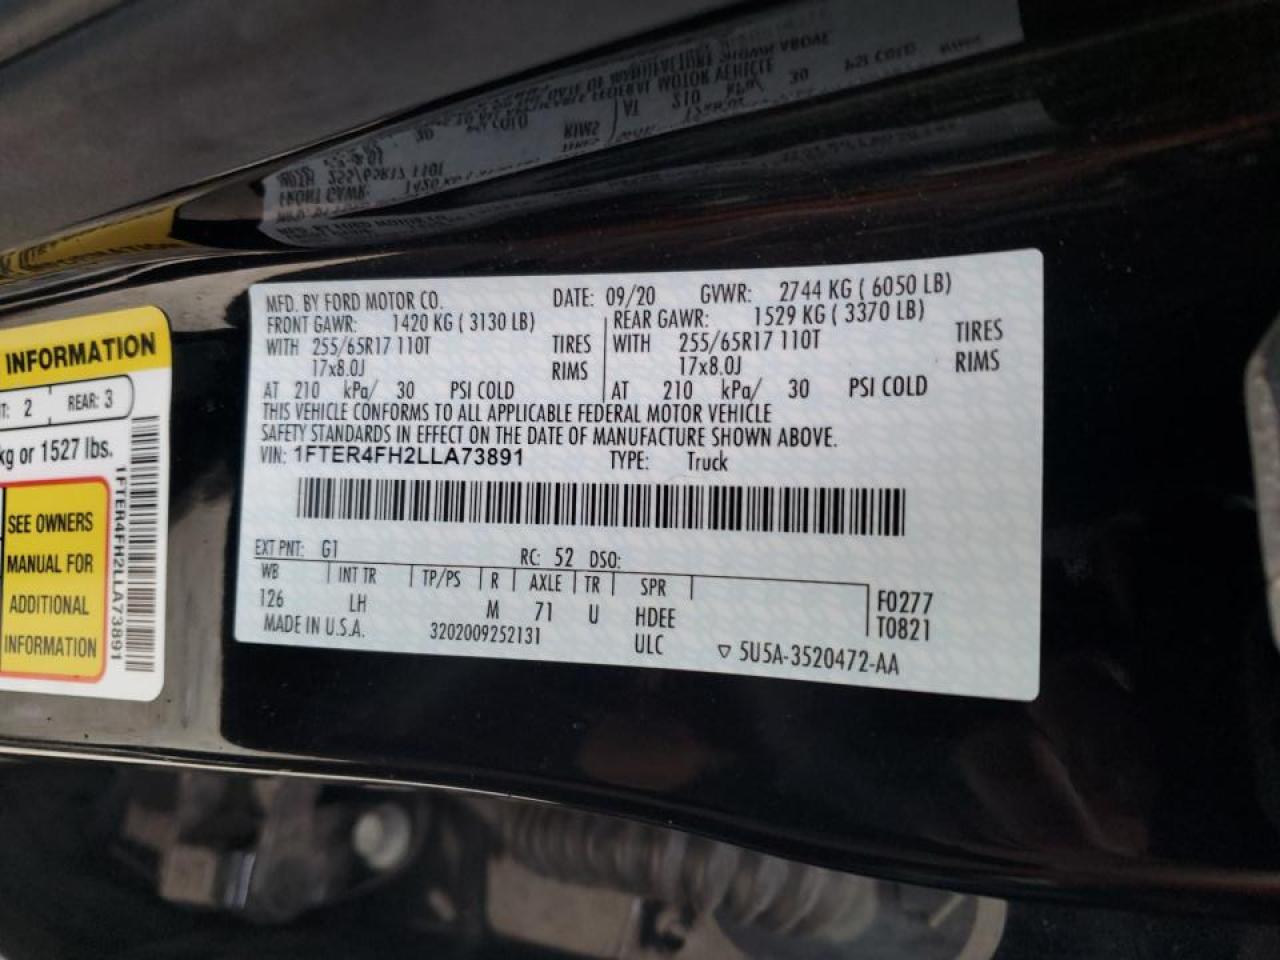 MFD. BY FORD MOTOR CO. DATE: 09/20 GVWR: 2744 KG ( 6050 LB)
FRONT GAWR: 1420 KG ( 3130 LB) REAR GAWR: 1529 KG ( 3370 LB)
WITH 255/65R17 110T TIRES WITH 255/65R17 110T TIRES
17x8.0J RIMS 17x8.0J RIMS
AT 210 kPa/ 30 PSI COLD AT 210 kPa/ 30 PSI COLD
THIS VEHICLE CONFORMS TO ALL APPLICABLE FEDERAL MOTOR VEHICLE
SAFETY STANDARDS IN EFFECT ON THE DATE OF MANUFACTURE SHOWN ABOVE.
VIN: 1FTER4FH2LLA73891 TYPE: Truck
EXT PNT: G1 RC: 52 DSO:
WB INT TR TP/PS R AXLE TR SPR
126 LH M 71 U HDEE F0277
T0821
MADE IN U.S.A. 3202009252131 ULC ▽ 5U5A-3520472-AA
INFORMATION
2 REAR: 3
kg or 1527 lbs.
SEE OWNERS
MANUAL FOR
ADDITIONAL
INFORMATION
1FTER4FH2LLA73891